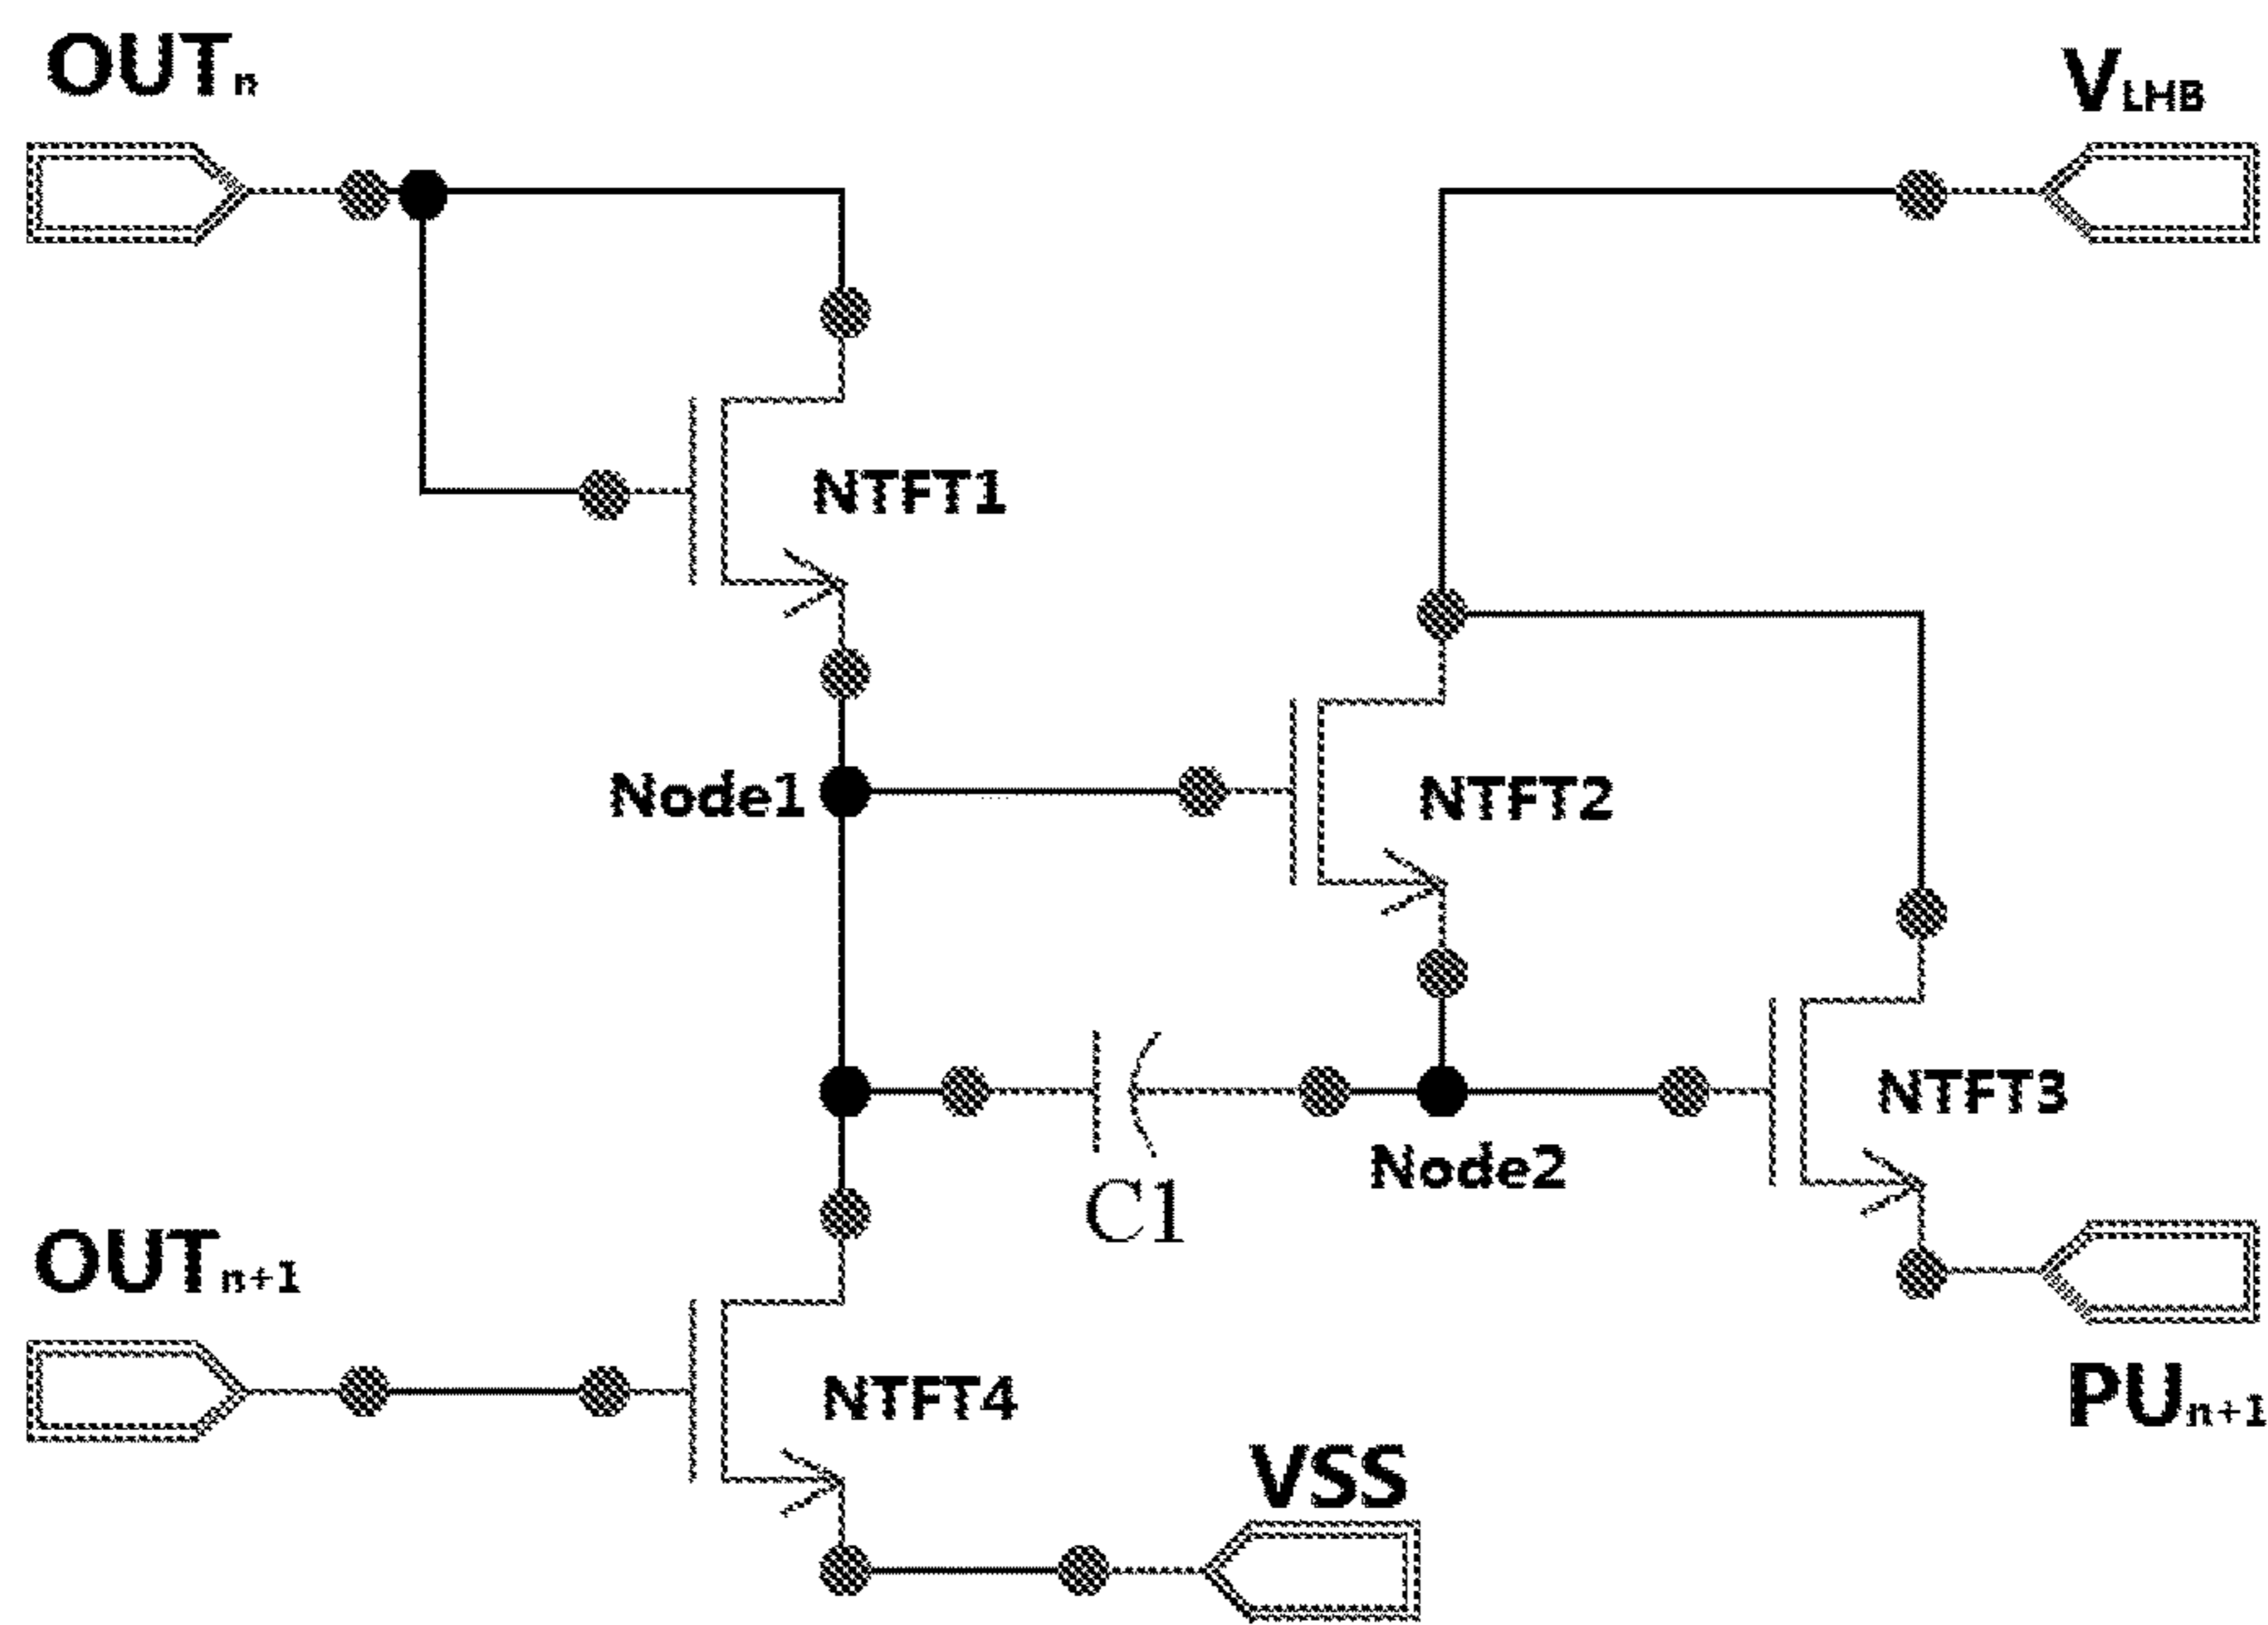 OUTn
VLHB
NTFT1
Node1
NTFT2
NTFT3
Node2
C1
OUTn+1
PUn+1
NTFT4
VSS